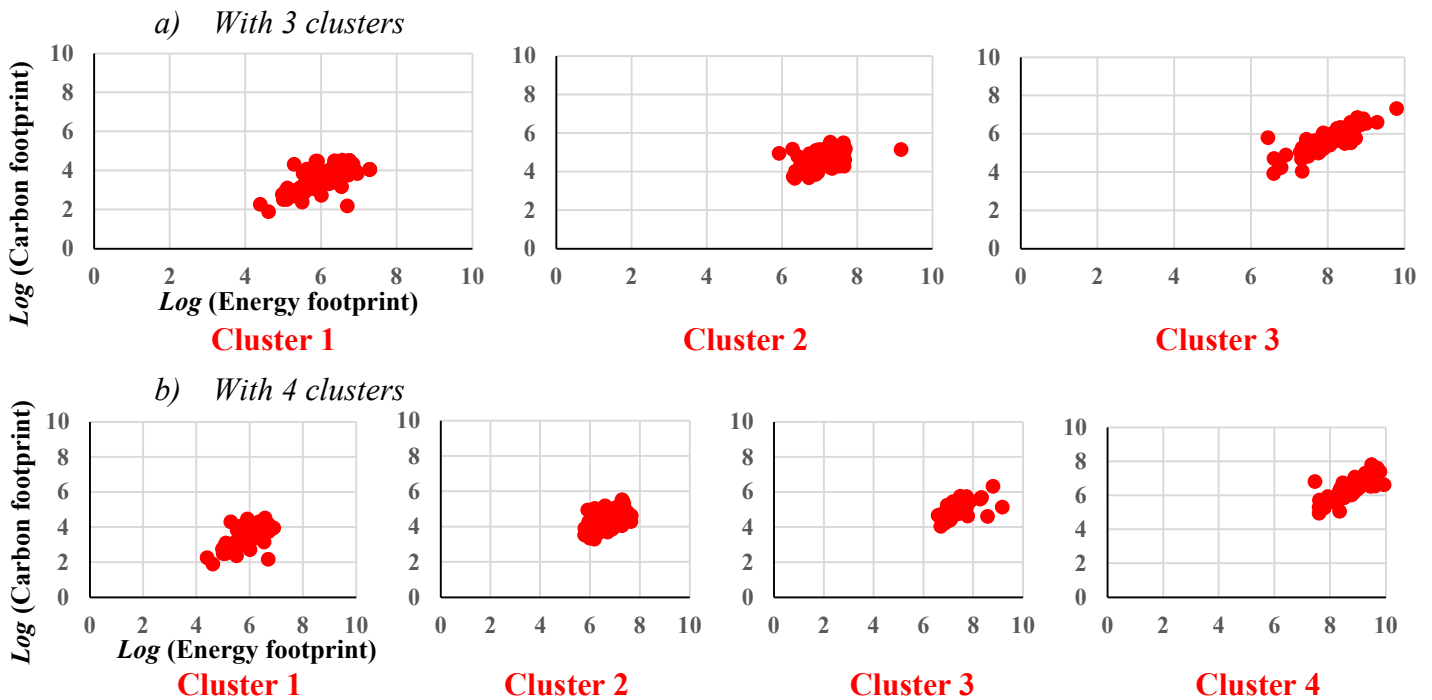 a) With 3 clusters
Log (Carbon footprint)
10
8
6
4
2
0
0 2 4 6 8 10
Log (Energy footprint)
Cluster 1
10
8
6
4
2
0
0 2 4 6 8 10
Cluster 2
10
8
6
4
2
0
0 2 4 6 8 10
Cluster 3
b) With 4 clusters
Log (Carbon footprint)
10
8
6
4
2
0
0 2 4 6 8 10
Log (Energy footprint)
Cluster 1
10
8
6
4
2
0
0 2 4 6 8 10
Cluster 2
10
8
6
4
2
0
0 2 4 6 8 10
Cluster 3
10
8
6
4
2
0
0 2 4 6 8 10
Cluster 4